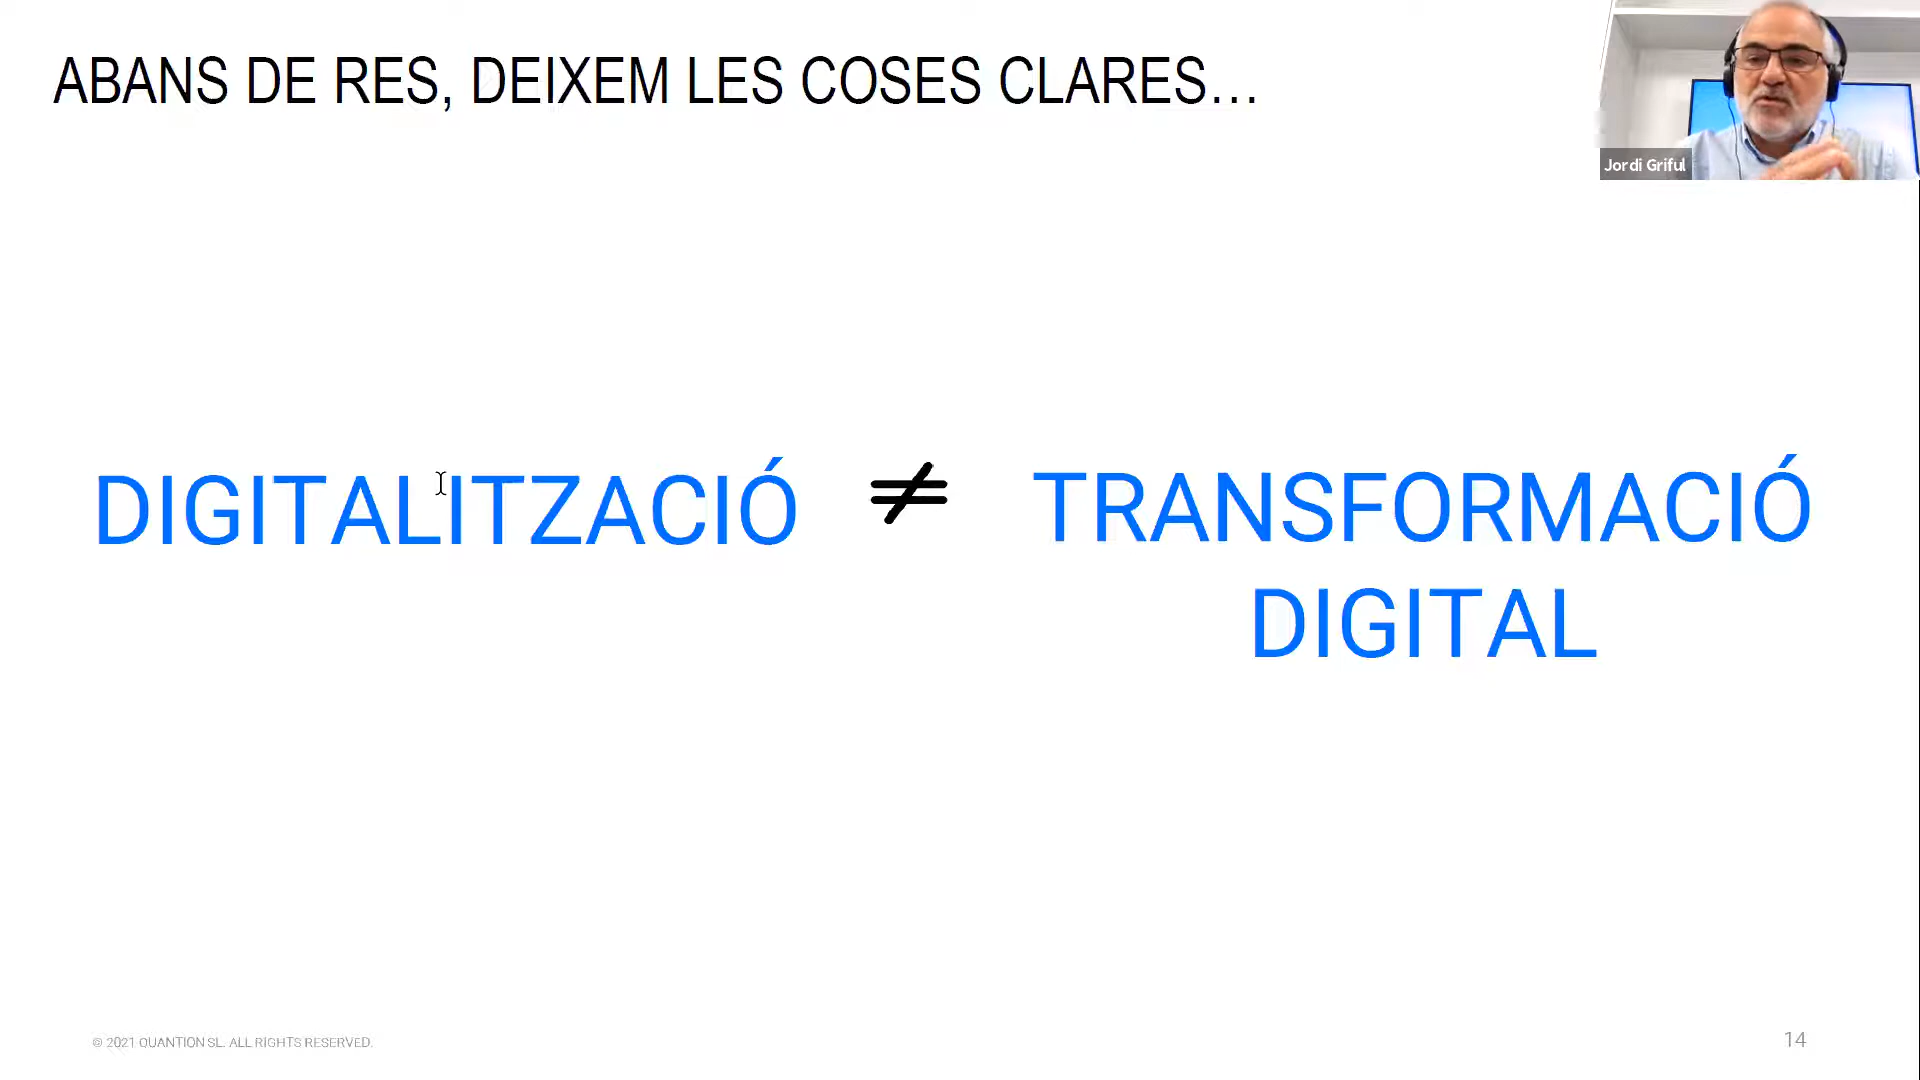 ABANS DE RES, DEIXEM LES COSES CLARES…
Jordi Griful
DIGITALITZACIÓ ≠ TRANSFORMACIÓ
DIGITAL
© 2021 QUANTION SL. ALL RIGHTS RESERVED.
14